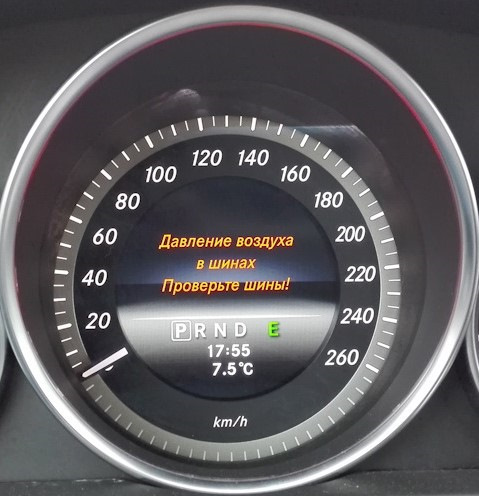 120 140
100 160
80 180
60 200
Давление воздуха
в шинах
Проверьте шины!
40 220
20 240
PRND E
17:55
7.5°C
260
km/h